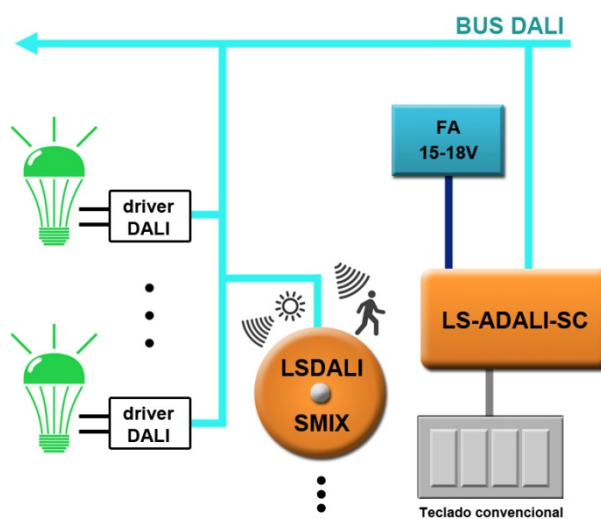 BUS DALI
FA
15-18V
driver
DALI
LS-ADALI-SC
LSDALI
SMIX
driver
DALI
Teclado convencional